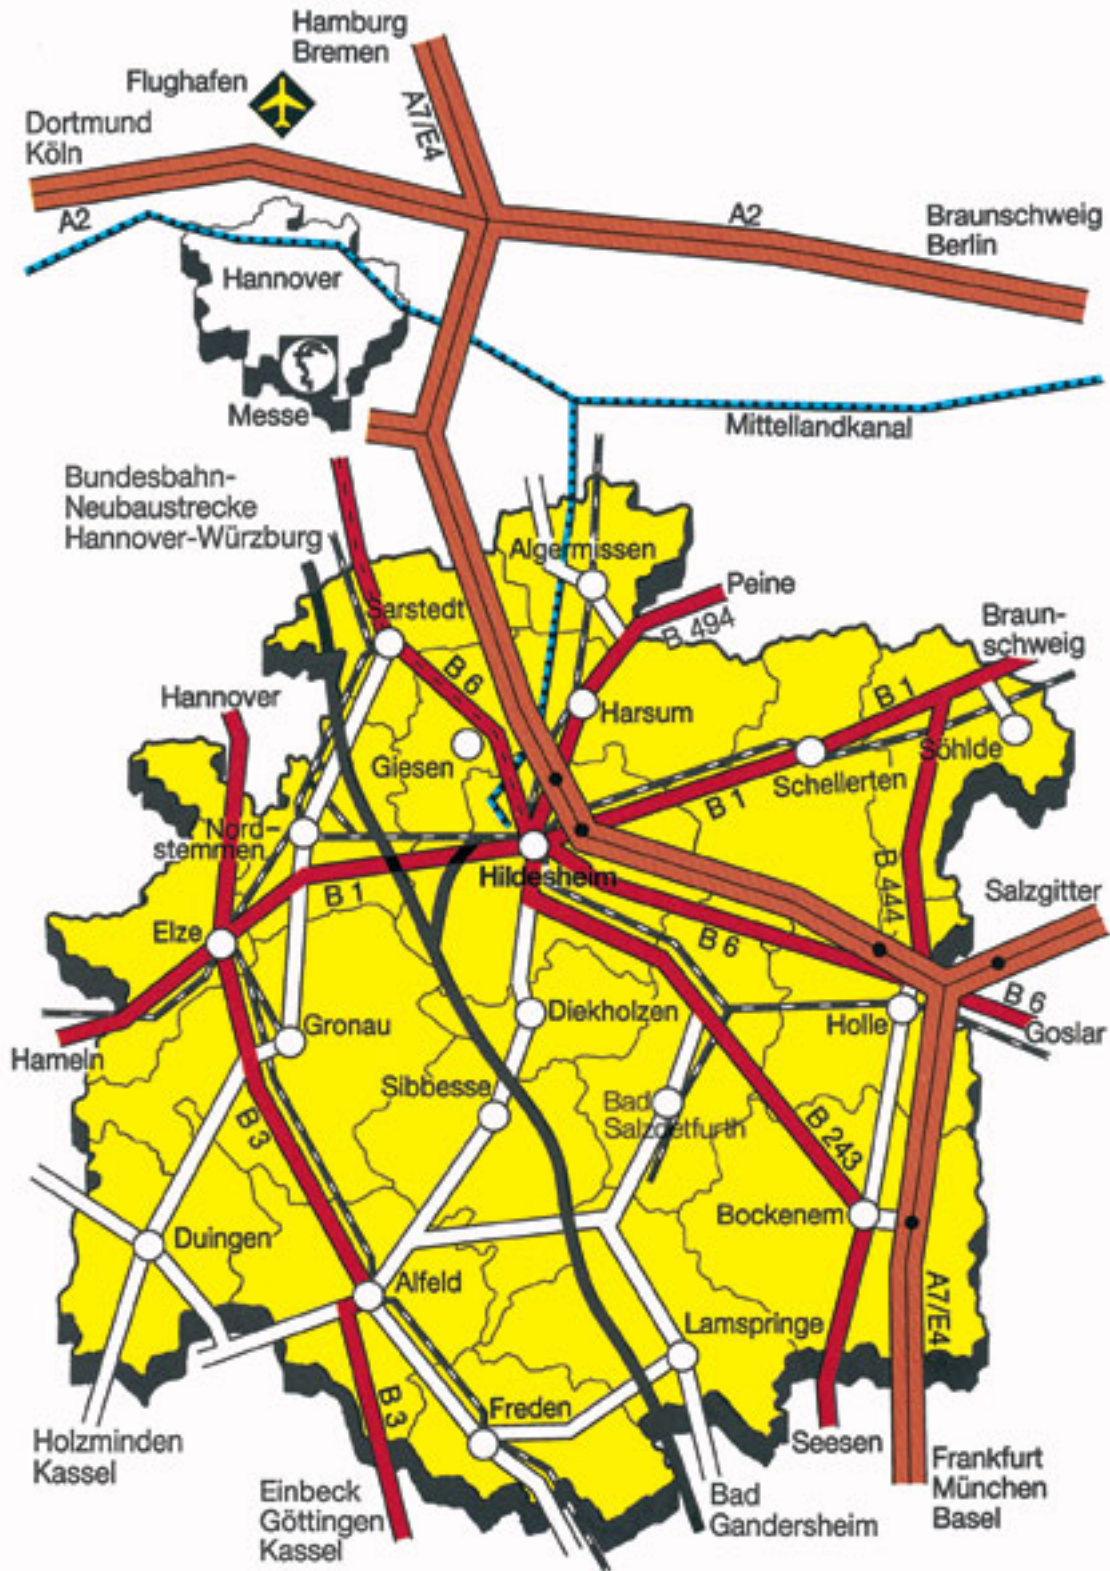 Hamburg
Bremen
Flughafen
A7/E4
Dortmund
Köln
A2
A2
Braunschweig
Berlin
Hannover
Messe
Mittellandkanal
Bundesbahn-
Neubaustrecke
Hannover-Würzburg
Algermissen
Peine
B 494
Sarstedt
Braun-
schweig
B 6
B 1
Hannover
Harsum
Giesen
Söhlde
Schellerten
B 1
Nord-
stemmen
Hildesheim
B 1
B 444
Salzgitter
Elze
B 6
B 6
Goslar
Diekholzen
Holle
Gronau
Hameln
Sibbesse
Bad
Salzdetfurth
B 3
B 243
Bockenem
Duingen
Alfeld
A7/E4
Lamspringe
B 3
Freden
Holzminden
Kassel
Seesen
Frankfurt
München
Basel
Einbeck
Göttingen
Kassel
Bad
Gandersheim